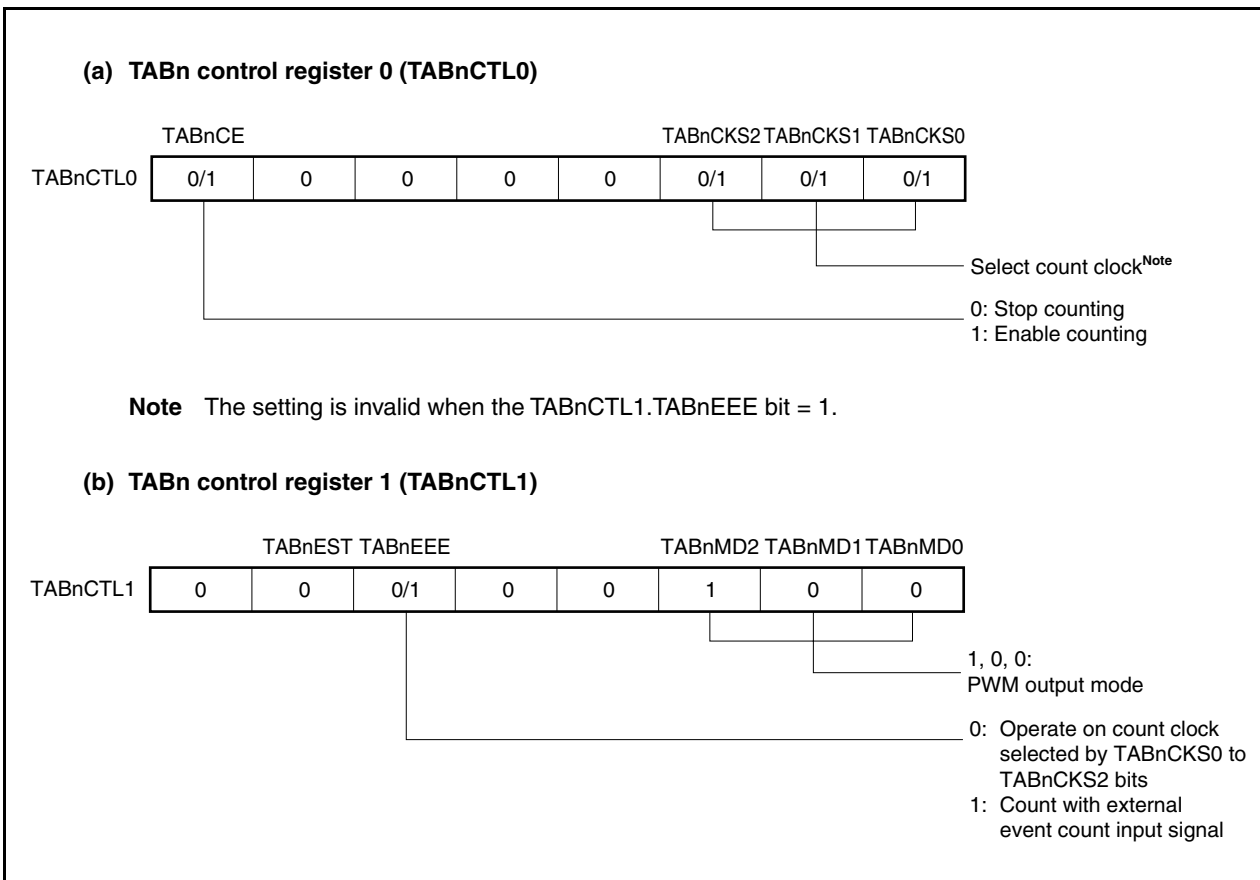 (a) TABn control register 0 (TABnCTL0)
TABnCE TABnCKS2 TABnCKS1 TABnCKS0
TABnCTL0 0/1 0 0 0 0 0/1 0/1 0/1
Select count clockNote
0: Stop counting
1: Enable counting
Note The setting is invalid when the TABnCTL1.TABnEEE bit = 1.
(b) TABn control register 1 (TABnCTL1)
TABnEST TABnEEE TABnMD2 TABnMD1 TABnMD0
TABnCTL1 0 0 0/1 0 0 1 0 0
1, 0, 0:
PWM output mode
0: Operate on count clock
selected by TABnCKS0 to
TABnCKS2 bits
1: Count with external
event count input signal